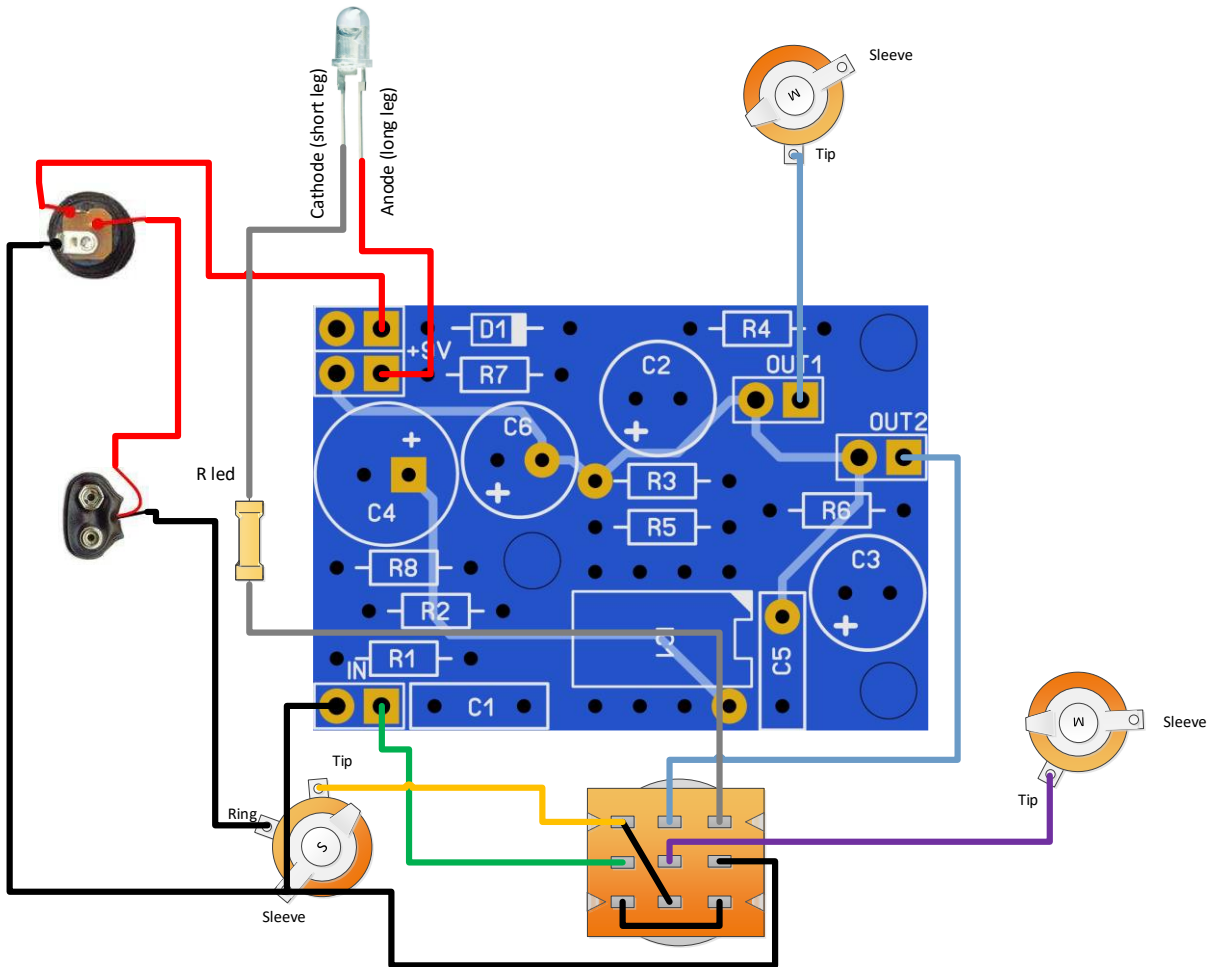 Cathode (short leg)
Anode (long leg)
Sleeve
M
Tip
D1
R4
+9V
R7
C2
OUT1
OUT2
C6
+
+
+
R led
C4
R3
R6
R5
R8
C3
+
R2
R1
IN
C5
C1
Tip
Ring
S
Sleeve
M
Sleeve
Tip